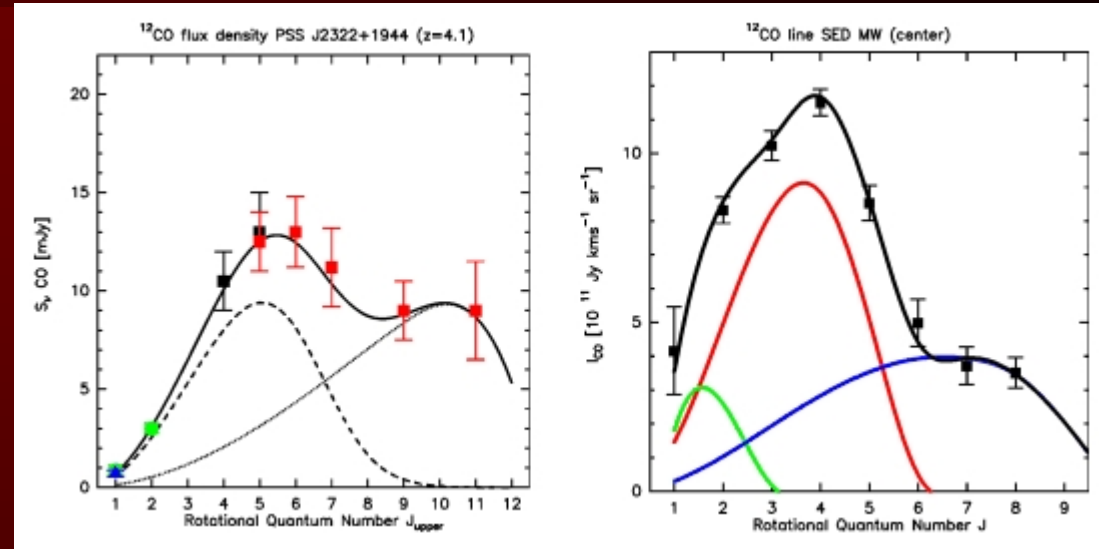 ¹²CO flux density PSS J2322+1944 (z=4.1)
S_ν CO [mJy]
20
15
10
5
0
1 2 3 4 5 6 7 8 9 10 11 12
Rotational Quantum Number J_upper
¹²CO line SED MW (center)
I_CO [10 ¹¹ Jy kms⁻¹ sr⁻¹]
10
5
0
1 2 3 4 5 6 7 8 9
Rotational Quantum Number J